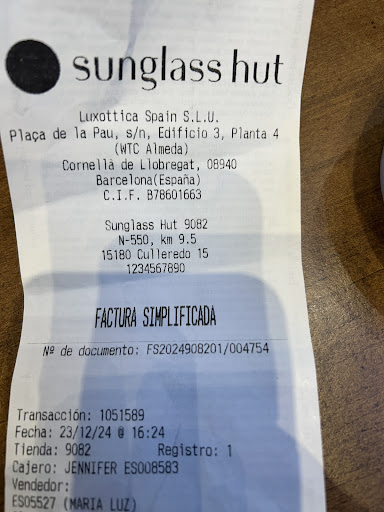 sunglass hut
Luxottica Spain S.L.U.
Plaça de la Pau, s/n, Edificio 3, Planta 4
(WTC Almeda)
Cornellà de Llobregat, 08940
Barcelona(España)
C.I.F. B78601663
Sunglass Hut 9082
N-550, km 9.5
15180 Culleredo 15
1234567890
FACTURA SIMPLIFICADA
Nº de documento: FS2024908201/004754
Transacción: 1051589
Fecha: 23/12/24 @ 16:24
Tienda: 9082 Registro: 1
Cajero: JENNIFER ES008583
Vendedor:
ES05527 (MARIA LUZ)